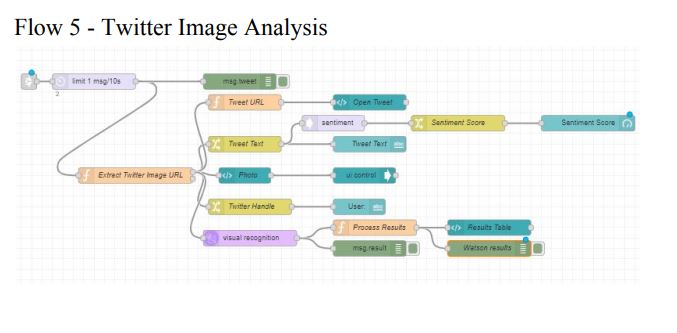 Flow 5 - Twitter Image Analysis
limit 1 msg/10s
2
msg.tweet
f Tweet URL
</> Open Tweet
sentiment
Sentiment Score
Sentiment Score
Tweet Text
Tweet Text abc
f Extract Twitter Image URL
</> Photo
ui control
Twitter Handle
User abc
visual recognition
f Process Results
</> Results Table
msg.result
Watson results